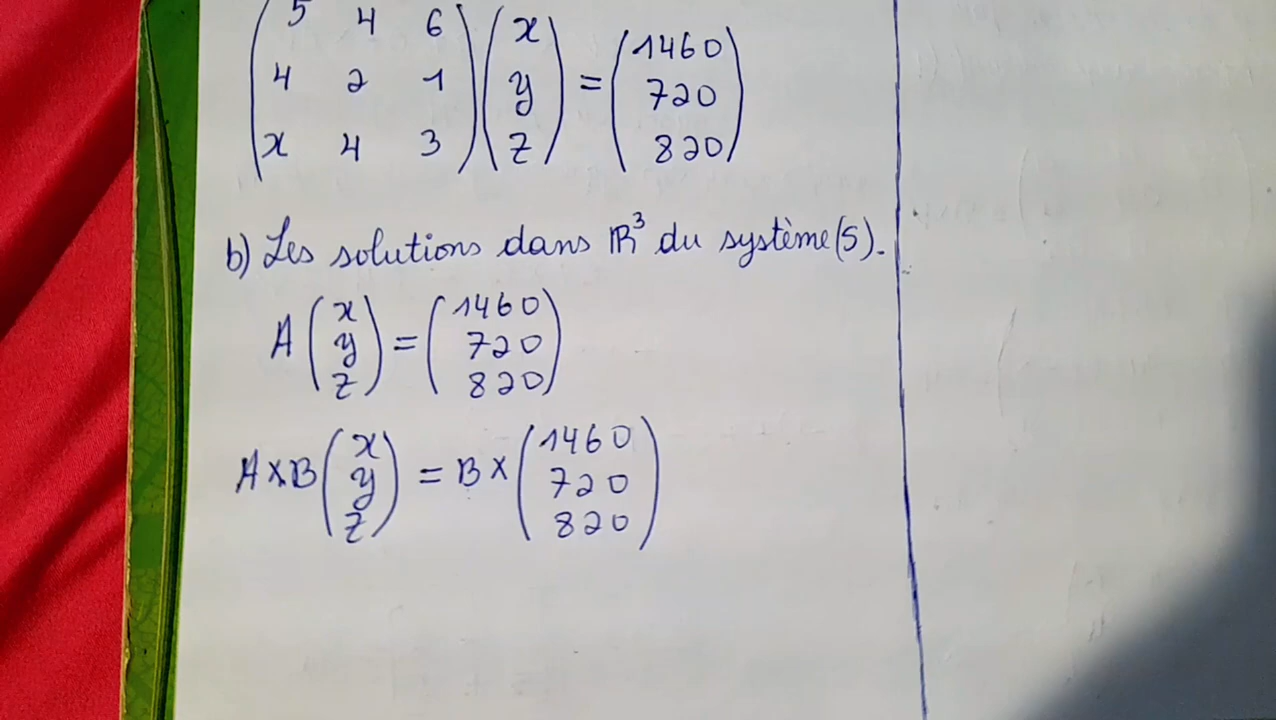 ( 5 4 6 ) ( x ) ( 1460 )
( 4 2 1 ) ( y ) = ( 720 )
( x 4 3 ) ( z ) ( 820 )
b) Les solutions dans ℝ³ du système(S).
( x ) ( 1460 )
A ( y ) = ( 720 )
( z ) ( 820 )
( x ) ( 1460 )
A×B ( y ) = B × ( 720 )
( z ) ( 820 )